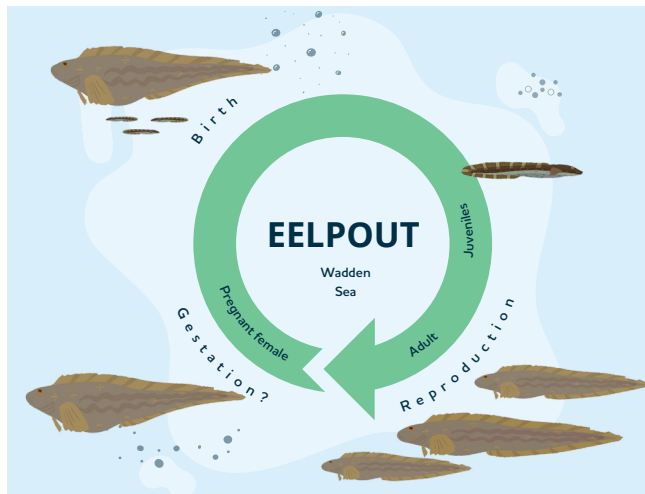 Birth
EELPOUT
Wadden
Sea
Juveniles
Adult
Reproduction
Pregnant female
Gestation?